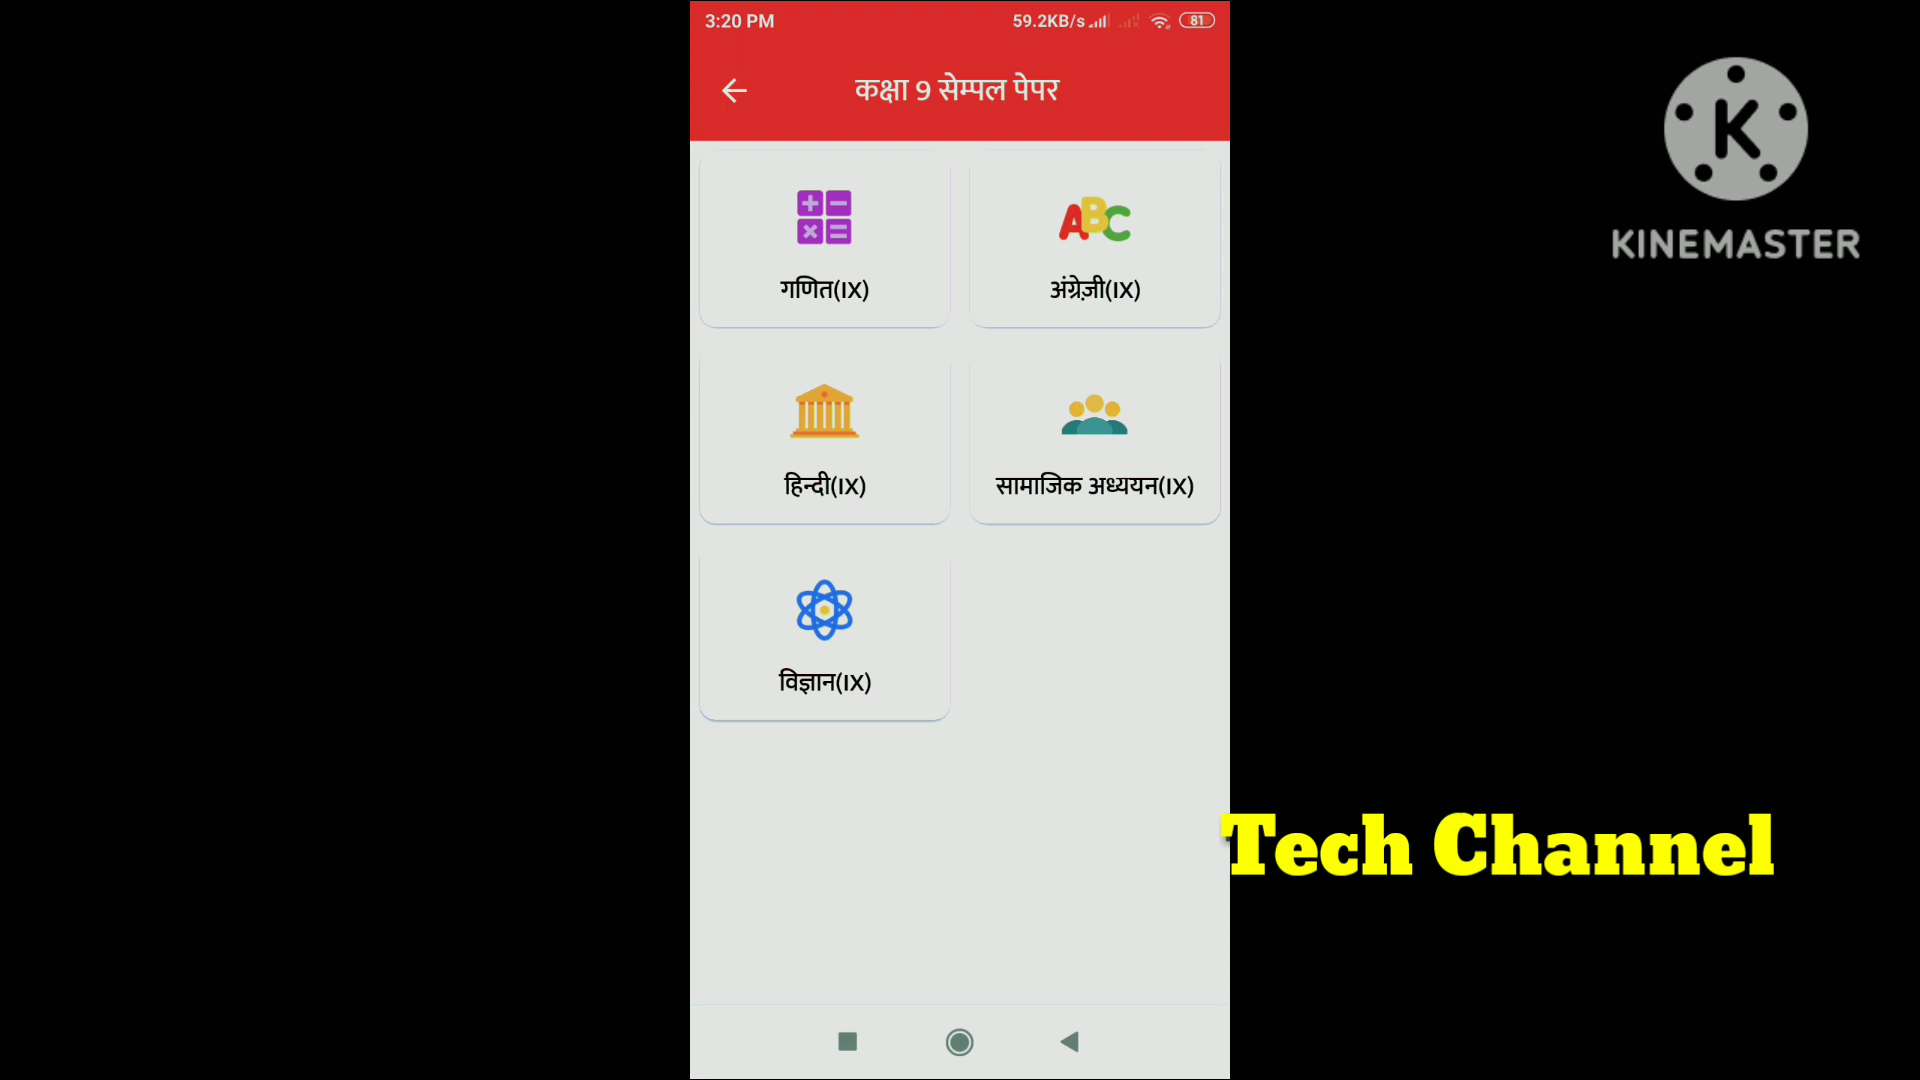 3:20 PM 59.2KB/s 81
कक्षा 9 सेम्पल पेपर
K
KINEMASTER
ABC
गणित(IX) अंग्रेज़ी(IX)
हिन्दी(IX) सामाजिक अध्ययन(IX)
विज्ञान(IX)
Tech Channel